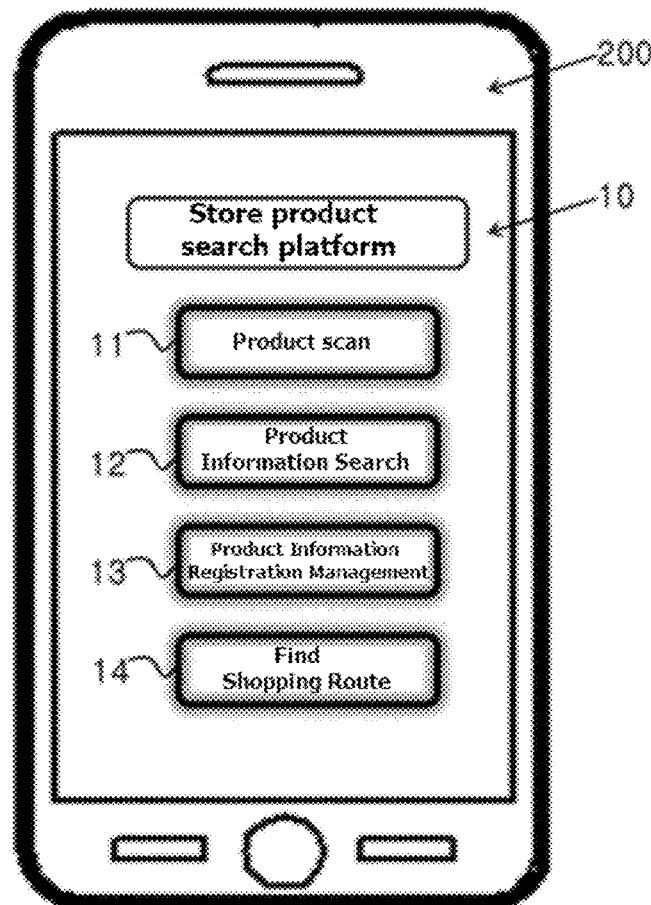 200
Store product
search platform
10
11
Product scan
12
Product
Information Search
13
Product Information
Registration Management
14
Find
Shopping Route